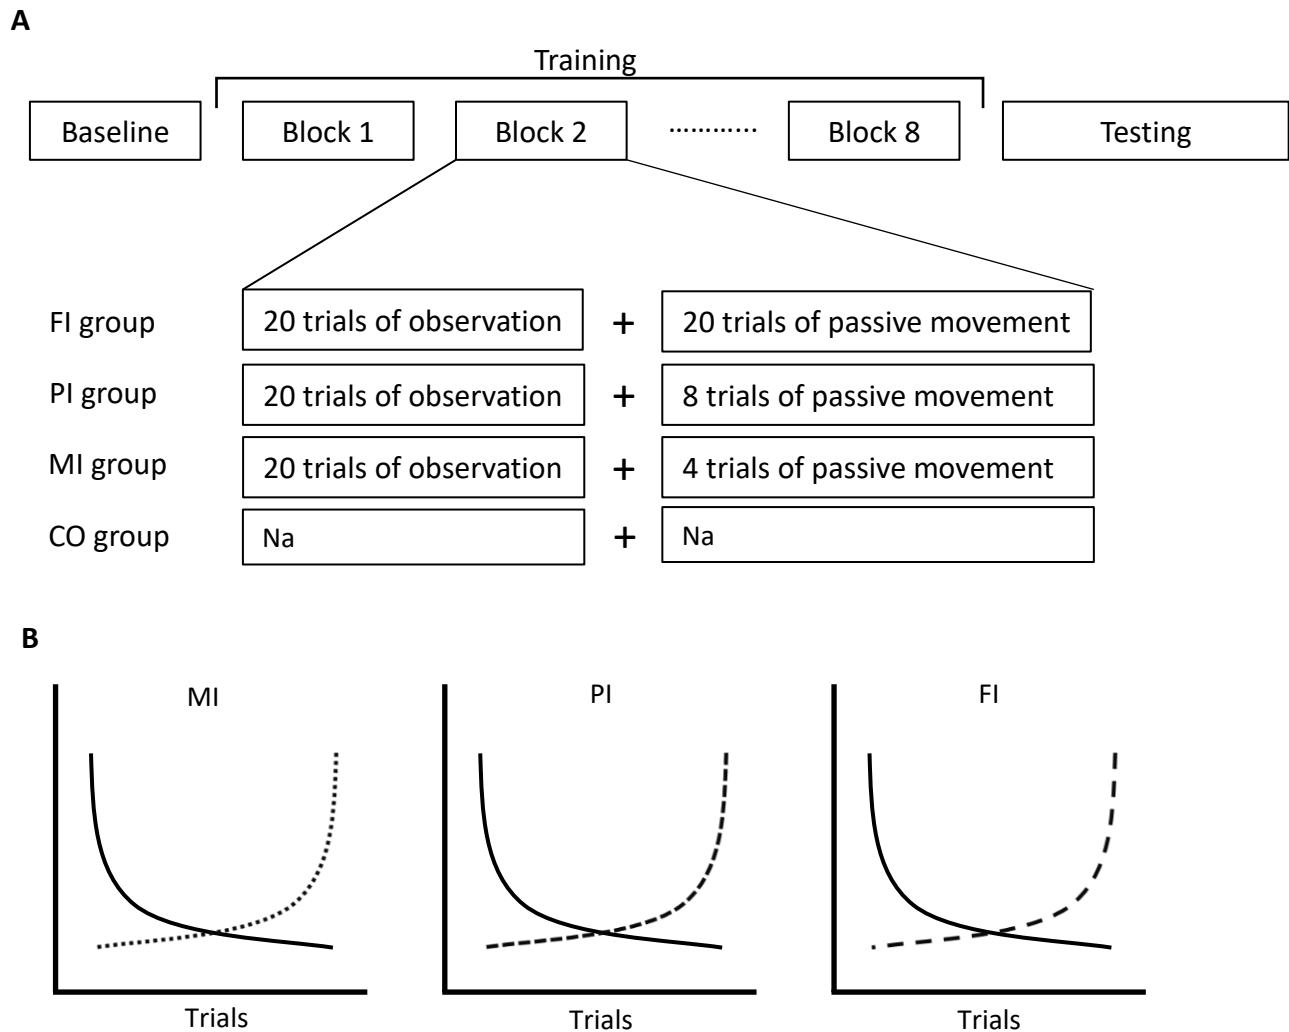 A
Training
Baseline
Block 1
Block 2
............
Block 8
Testing
FI group
20 trials of observation + 20 trials of passive movement
PI group
20 trials of observation + 8 trials of passive movement
MI group
20 trials of observation + 4 trials of passive movement
CO group
Na + Na
B
MI
PI
FI
Trials
Trials
Trials